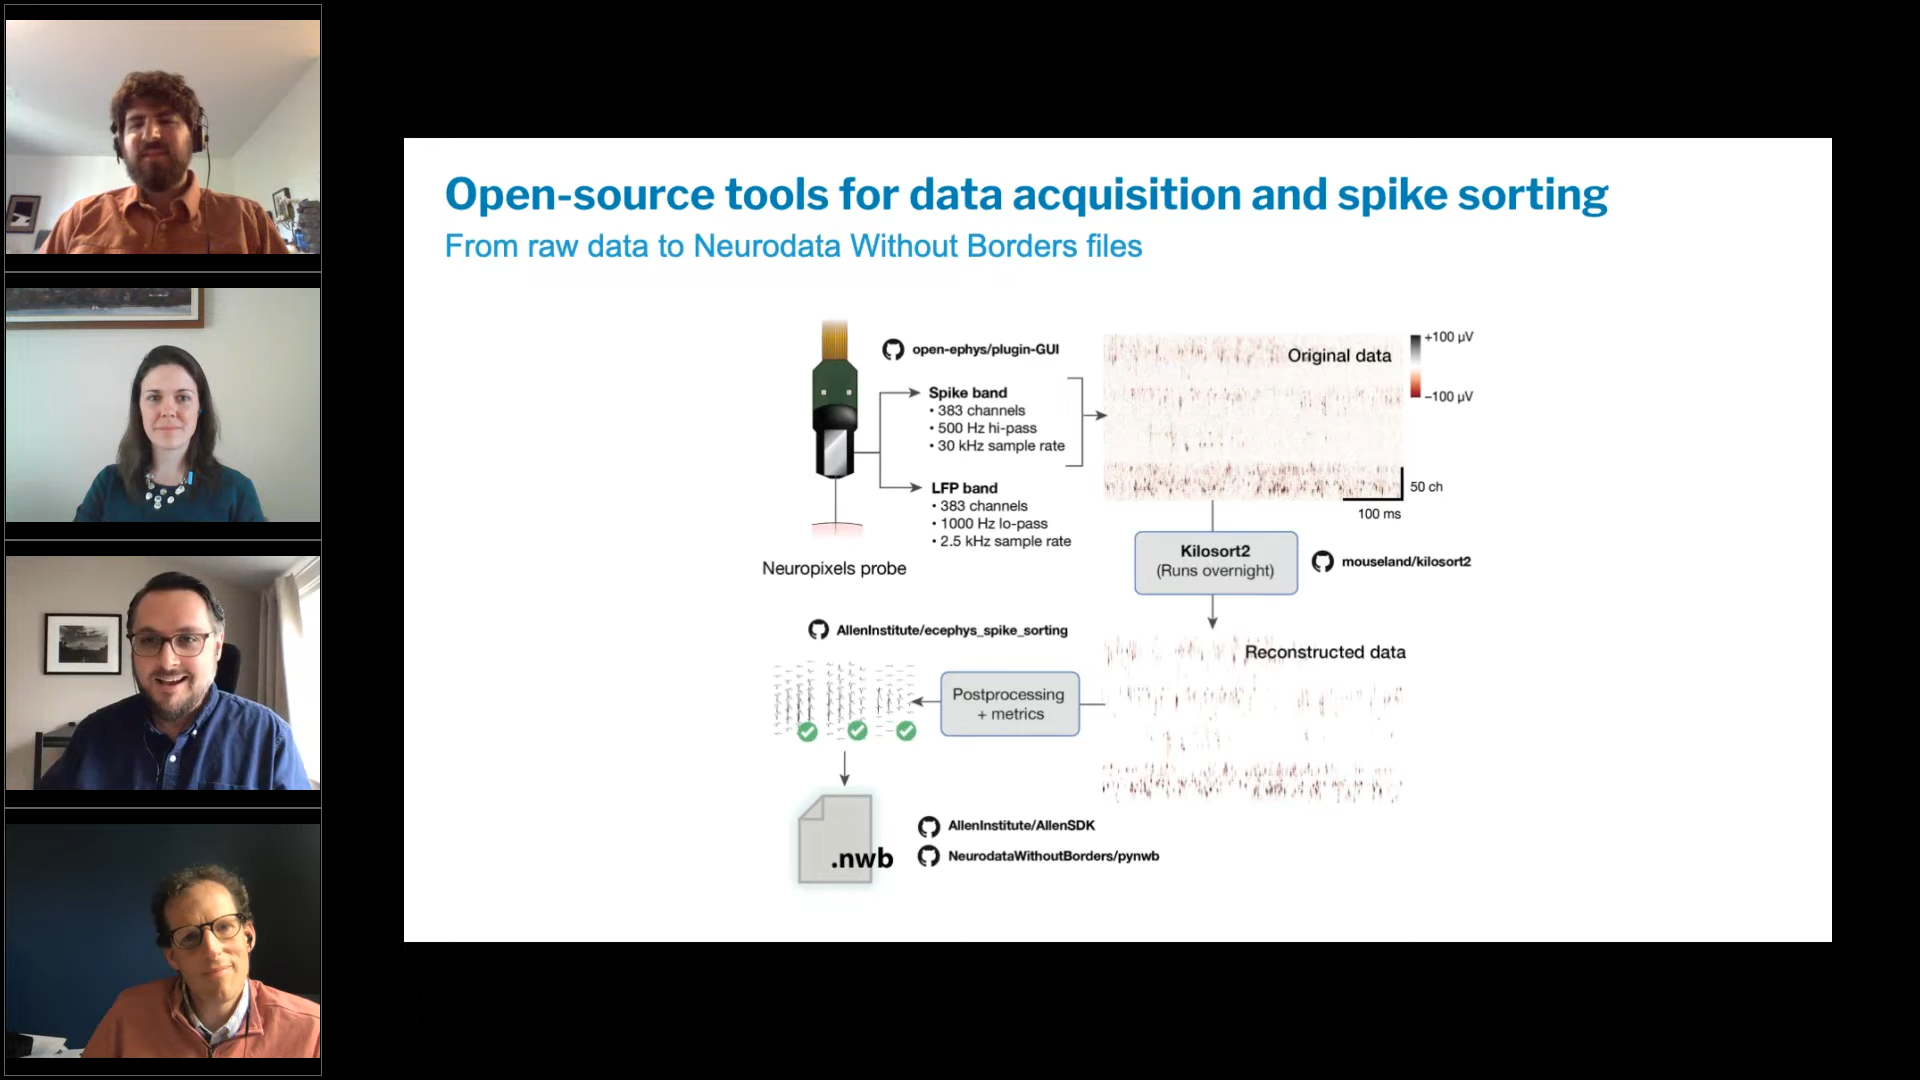 Open-source tools for data acquisition and spike sorting
From raw data to Neurodata Without Borders files
open-ephys/plugin-GUI
Spike band
• 383 channels
• 500 Hz hi-pass
• 30 kHz sample rate
LFP band
• 383 channels
• 1000 Hz lo-pass
• 2.5 kHz sample rate
Neuropixels probe
Original data
+100 µV
−100 µV
50 ch
100 ms
Kilosort2
(Runs overnight)
mouseland/kilosort2
Reconstructed data
Postprocessing
+ metrics
AllenInstitute/ecephys_spike_sorting
.nwb
AllenInstitute/AllenSDK
NeurodataWithoutBorders/pynwb